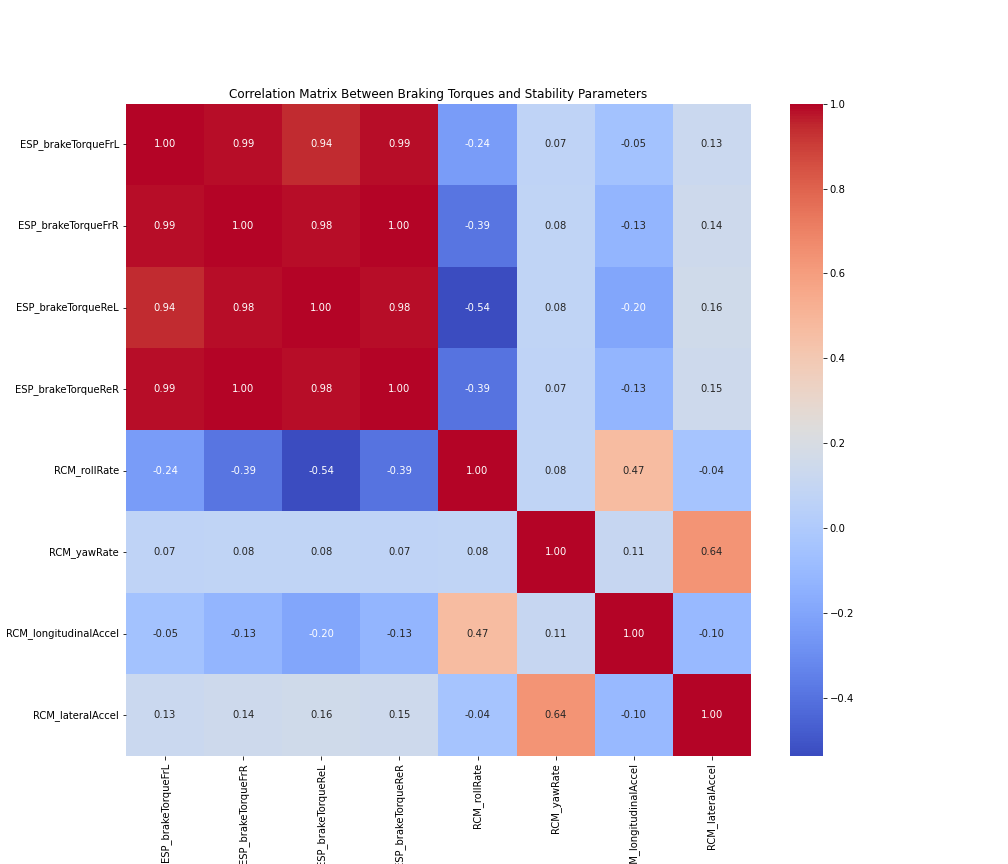 Correlation Matrix Between Braking Torques and Stability Parameters
ESP_brakeTorqueFrL 1.00 0.99 0.94 0.99 -0.24 0.07 -0.05 0.13
ESP_brakeTorqueFrR 0.99 1.00 0.98 1.00 -0.39 0.08 -0.13 0.14
ESP_brakeTorqueReL 0.94 0.98 1.00 0.98 -0.54 0.08 -0.20 0.16
ESP_brakeTorqueReR 0.99 1.00 0.98 1.00 -0.39 0.07 -0.13 0.15
RCM_rollRate -0.24 -0.39 -0.54 -0.39 1.00 0.08 0.47 -0.04
RCM_yawRate 0.07 0.08 0.08 0.07 0.08 1.00 0.11 0.64
RCM_longitudinalAccel -0.05 -0.13 -0.20 -0.13 0.47 0.11 1.00 -0.10
RCM_lateralAccel 0.13 0.14 0.16 0.15 -0.04 0.64 -0.10 1.00
ESP_brakeTorqueFrL
ESP_brakeTorqueFrR
ESP_brakeTorqueReL
ESP_brakeTorqueReR
RCM_rollRate
RCM_yawRate
M_longitudinalAccel
RCM_lateralAccel
1.0
0.8
0.6
0.4
0.2
0.0
−0.2
−0.4